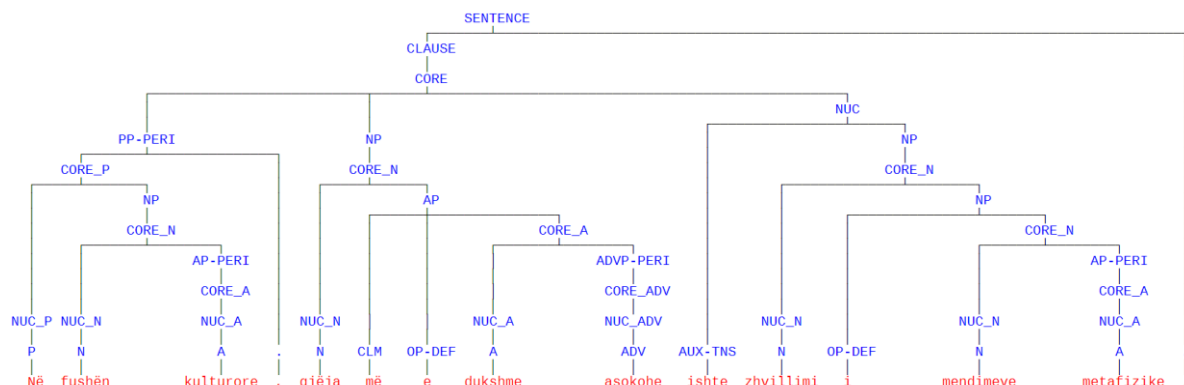 SENTENCE
CLAUSE
CORE
NUC
PP-PERI NP NP
CORE_P CORE_N CORE_N
NP AP NP
CORE_N CORE_A CORE_N
AP-PERI ADVP-PERI AP-PERI
CORE_A CORE_ADV CORE_A
NUC_P NUC_N NUC_A NUC_N NUC_A NUC_ADV NUC_N NUC_N NUC_A
P N A . N CLM OP-DEF A ADV AUX-TNS N OP-DEF N A
Në fushën kulturore . gjëja më e dukshme asokohe ishte zhvillimi i mendimeve metafizike